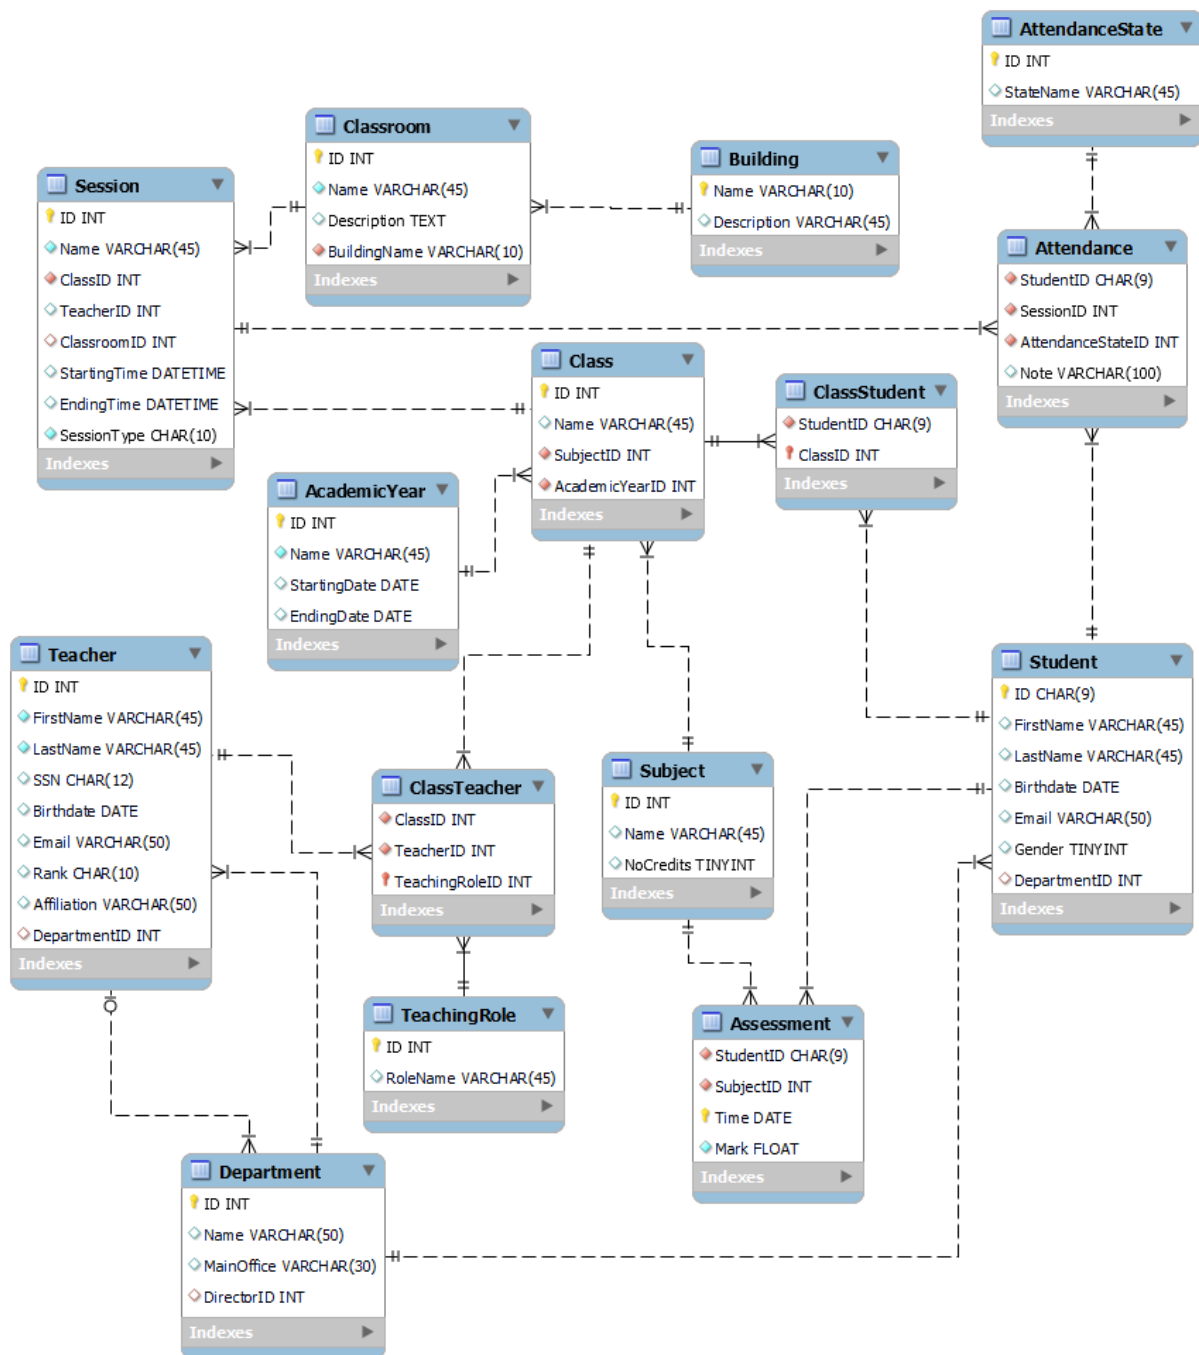 AttendanceState
ID INT
StateName VARCHAR(45)
Indexes
Classroom
ID INT
Name VARCHAR(45)
Description TEXT
BuildingName VARCHAR(10)
Indexes
Building
Name VARCHAR(10)
Description VARCHAR(45)
Indexes
Session
ID INT
Name VARCHAR(45)
ClassID INT
TeacherID INT
ClassroomID INT
StartingTime DATETIME
EndingTime DATETIME
SessionType CHAR(10)
Indexes
Attendance
StudentID CHAR(9)
SessionID INT
AttendanceStateID INT
Note VARCHAR(100)
Indexes
Class
ID INT
Name VARCHAR(45)
SubjectID INT
AcademicYearID INT
Indexes
ClassStudent
StudentID CHAR(9)
ClassID INT
Indexes
AcademicYear
ID INT
Name VARCHAR(45)
StartingDate DATE
EndingDate DATE
Indexes
Teacher
ID INT
FirstName VARCHAR(45)
LastName VARCHAR(45)
SSN CHAR(12)
Birthdate DATE
Email VARCHAR(50)
Rank CHAR(10)
Affiliation VARCHAR(50)
DepartmentID INT
Indexes
Student
ID CHAR(9)
FirstName VARCHAR(45)
LastName VARCHAR(45)
Birthdate DATE
Email VARCHAR(50)
Gender TINYINT
DepartmentID INT
Indexes
ClassTeacher
ClassID INT
TeacherID INT
TeachingRoleID INT
Indexes
Subject
ID INT
Name VARCHAR(45)
NoCredits TINYINT
Indexes
TeachingRole
ID INT
RoleName VARCHAR(45)
Indexes
Assessment
StudentID CHAR(9)
SubjectID INT
Time DATE
Mark FLOAT
Indexes
Department
ID INT
Name VARCHAR(50)
MainOffice VARCHAR(30)
DirectorID INT
Indexes